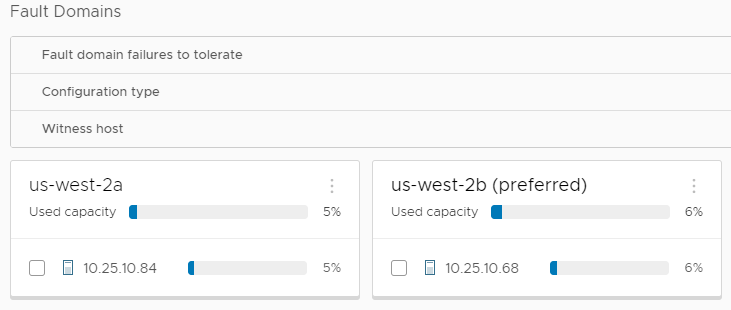 Fault Domains
Fault domain failures to tolerate
Configuration type
Witness host
us-west-2a
Used capacity 5%
10.25.10.84 5%
us-west-2b (preferred)
Used capacity 6%
10.25.10.68 6%